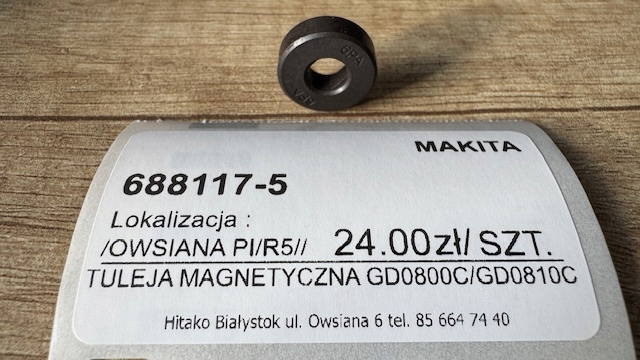 6PA
MAKITA
688117-5
Lokalizacja :
/OWSIANA PI/R5// 24.00zł/ SZT.
TULEJA MAGNETYCZNA GD0800C/GD0810C
Hitako Białystok ul. Owsiana 6 tel. 85 664 74 40